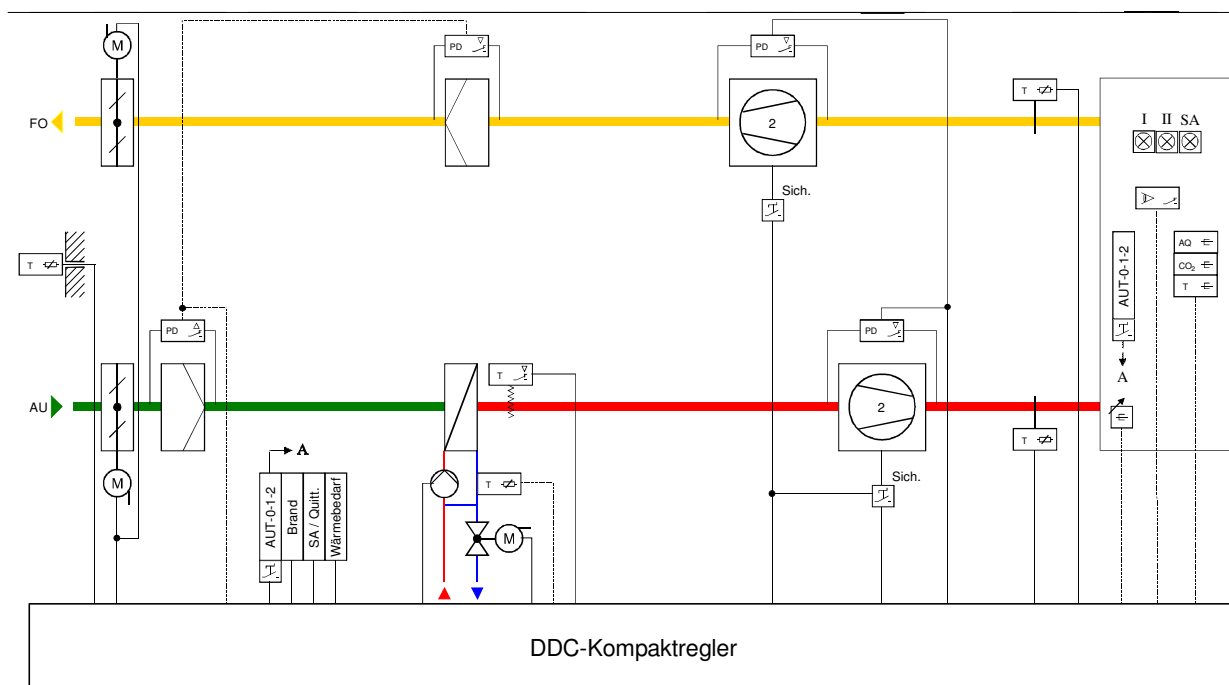 M
PD
PD
T
FO
2
I II SA
Sich.
AQ
CO₂
T
AUT-0-1-2
T
PD
PD
A
T
AU
2
T
M
A
Sich.
AUT-0-1-2
Brand
SA / Quitt.
Wärmebedarf
T
M
DDC-Kompaktregler